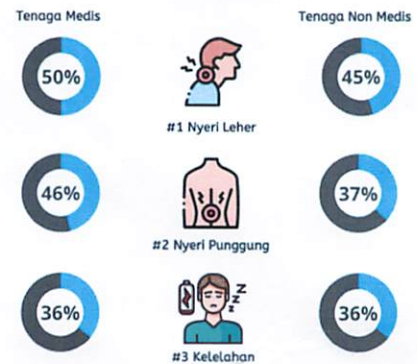 Tenaga Medis
Tenaga Non Medis
50%
45%
#1 Nyeri Leher
46%
37%
#2 Nyeri Punggung
36%
36%
#3 Kelelahan